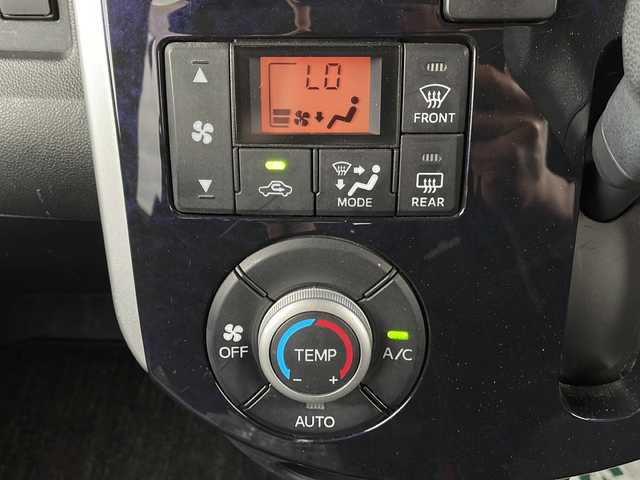 LO
FRONT
MODE
REAR
OFF
TEMP
A/C
- +
AUTO